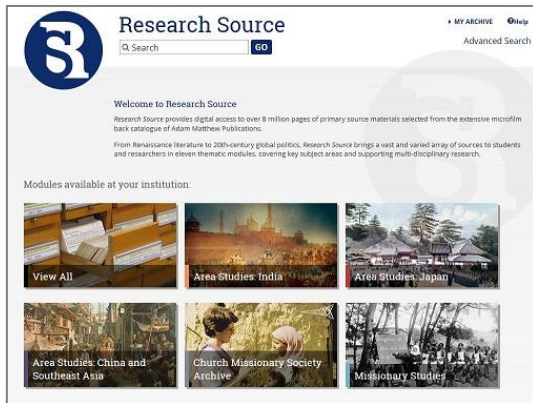 Research Source
MY ARCHIVE
Help
Search
GO
Advanced Search
Welcome to Research Source
Research Source provides digital access to over 8 million pages of primary source materials selected from the extensive microfilm
back catalogue of Adam Matthew Publications.
From Renaissance literature to 20th-century global politics, Research Source brings a vast and varied array of sources to students
and researchers in eleven thematic modules, covering key subject areas and supporting multi-disciplinary research.
Modules available at your institution:
View All
Area Studies: India
Area Studies: Japan
Area Studies: China and
Southeast Asia
Church Missionary Society
Archive
Missionary Studies